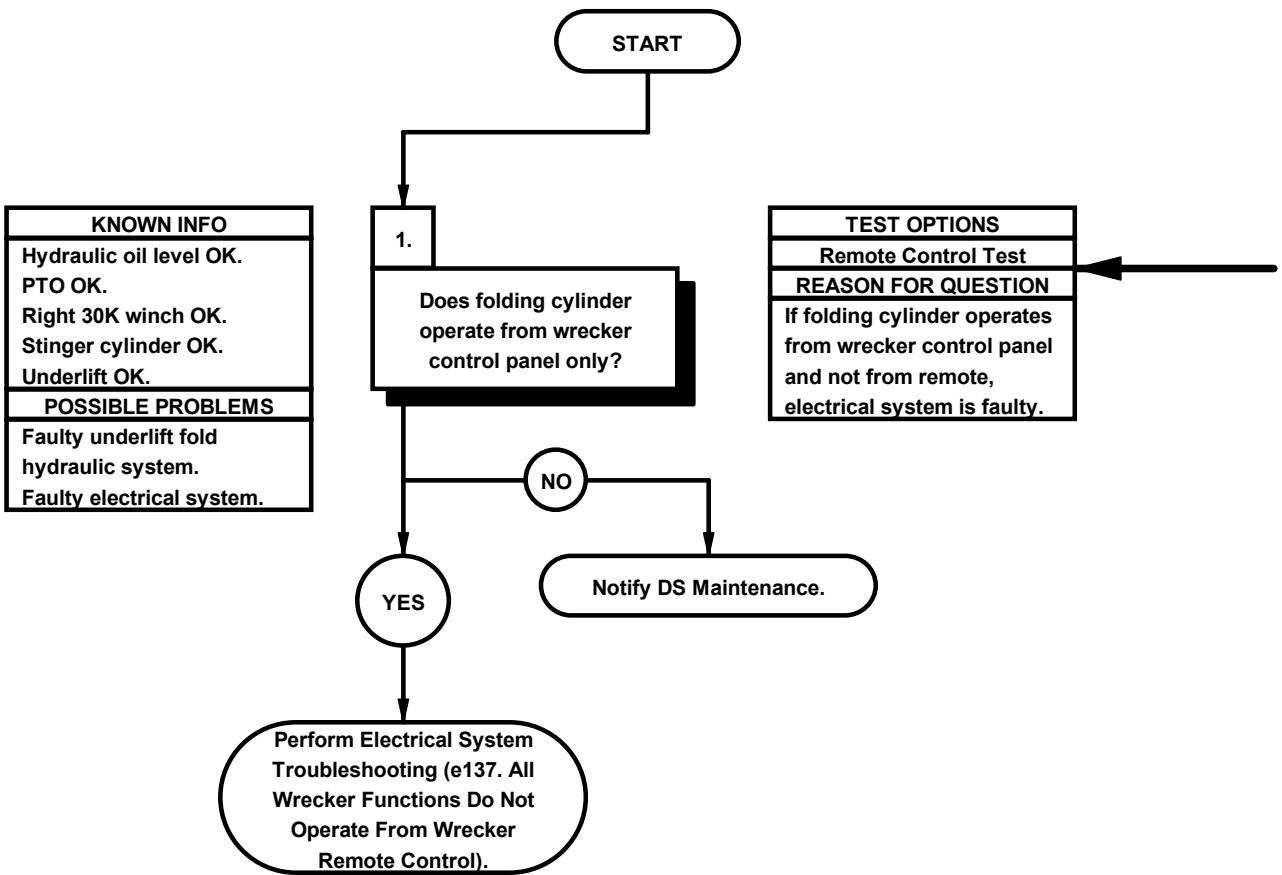 START
KNOWN INFO
Hydraulic oil level OK.
PTO OK.
Right 30K winch OK.
Stinger cylinder OK.
Underlift OK.
POSSIBLE PROBLEMS
Faulty underlift fold
hydraulic system.
Faulty electrical system.
1.
Does folding cylinder
operate from wrecker
control panel only?
TEST OPTIONS
Remote Control Test
REASON FOR QUESTION
If folding cylinder operates
from wrecker control panel
and not from remote,
electrical system is faulty.
NO
YES
Notify DS Maintenance.
Perform Electrical System
Troubleshooting (e137. All
Wrecker Functions Do Not
Operate From Wrecker
Remote Control).